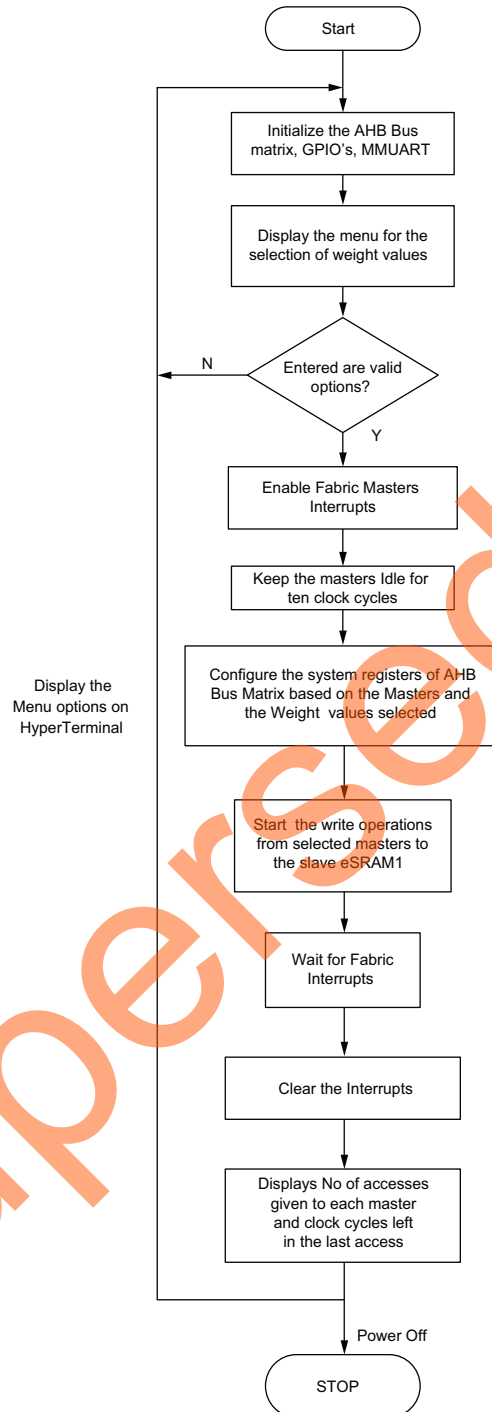 Start
Initialize the AHB Bus
matrix, GPIO's, MMUART
Display the menu for the
selection of weight values
Entered are valid
options?
N
Y
Enable Fabric Masters
Interrupts
Keep the masters Idle for
ten clock cycles
Configure the system registers of AHB
Bus Matrix based on the Masters and
the Weight values selected
Display the
Menu options on
HyperTerminal
Start the write operations
from selected masters to
the slave eSRAM1
Wait for Fabric
Interrupts
Clear the Interrupts
Displays No of accesses
given to each master
and clock cycles left
in the last access
Power Off
STOP
persed